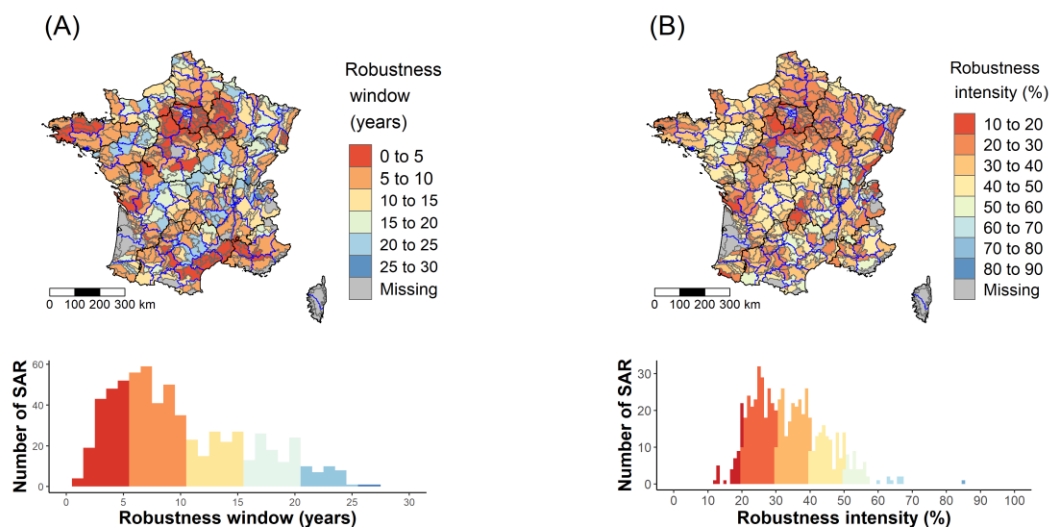 (A)
Robustness
window
(years)
0 to 5
5 to 10
10 to 15
15 to 20
20 to 25
25 to 30
Missing
0 100 200 300 km
Number of SAR
60
40
20
0
0 5 10 15 20 25 30
Robustness window (years)
(B)
Robustness
intensity (%)
10 to 20
20 to 30
30 to 40
40 to 50
50 to 60
60 to 70
70 to 80
80 to 90
Missing
0 100 200 300 km
Number of SAR
30
20
10
0
0 10 20 30 40 50 60 70 80 90 100
Robustness intensity (%)